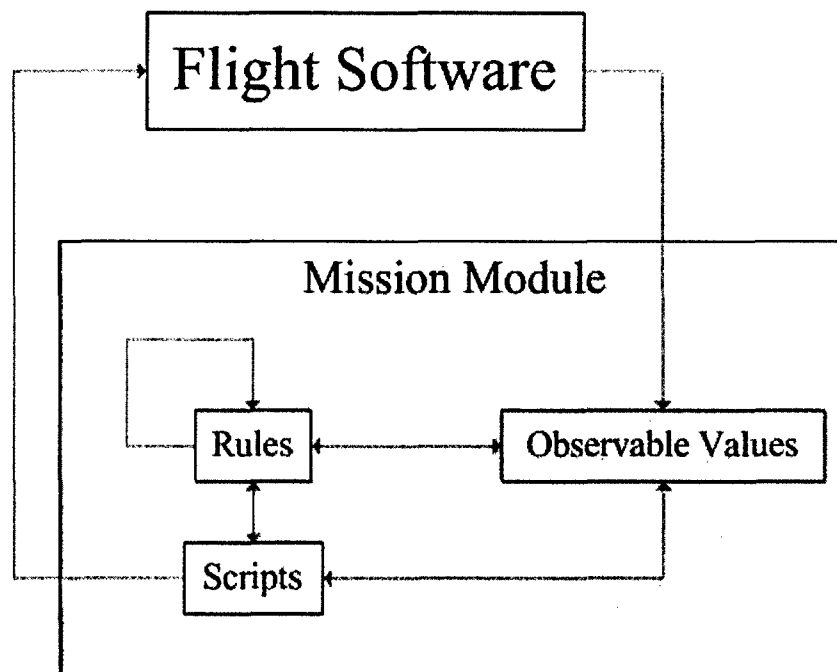 Flight Software
Mission Module
Rules
Observable Values
Scripts